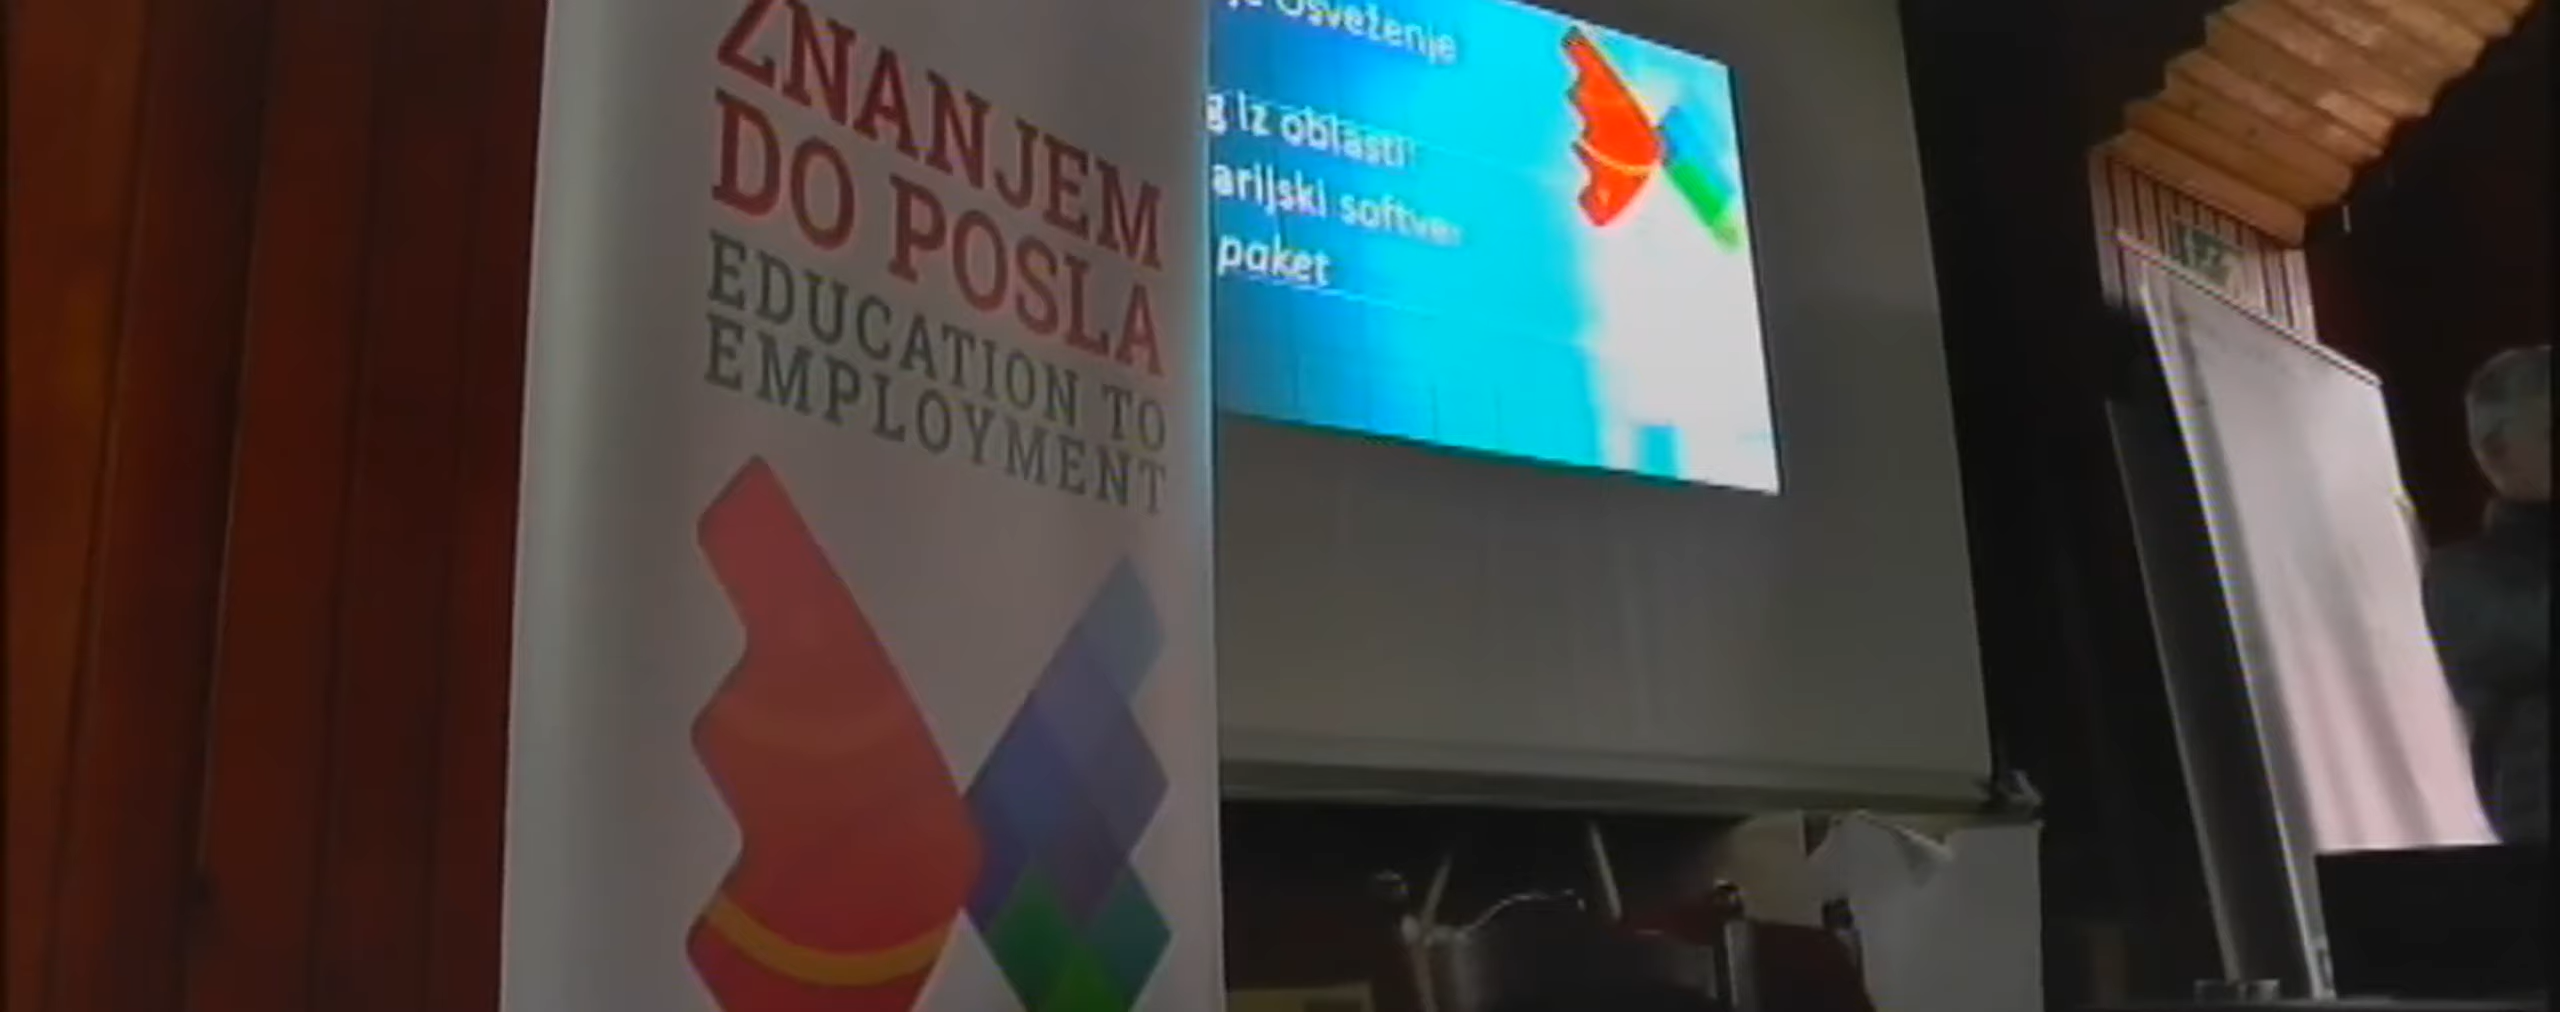 ZNANJEM
DO POSLA
EDUCATION TO
EMPLOYMENT
Osveženje
iz oblasti
arijski softver
paket